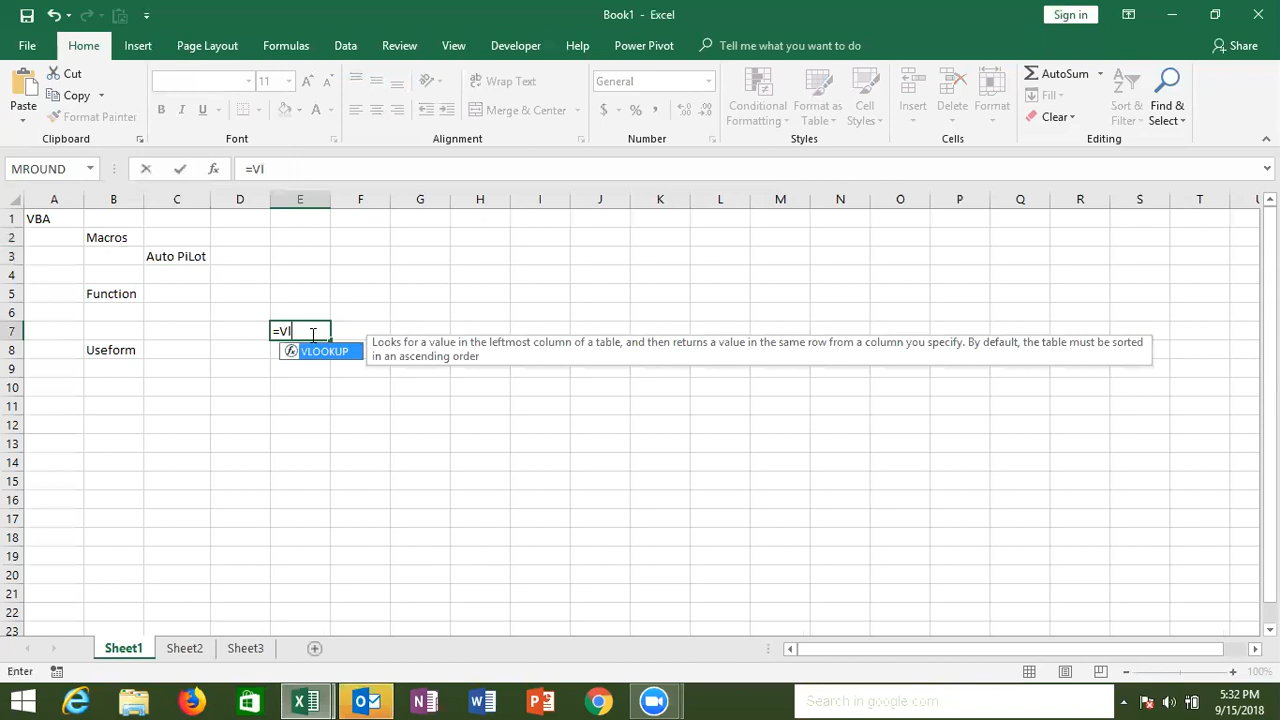 Book1 - Excel
Sign in
File Home Insert Page Layout Formulas Data Review View Developer Help Power Pivot Tell me what you want to do Share
Paste
Cut
Copy
Format Painter
Clipboard
11
B I U
Font
Wrap Text
Merge & Center
Alignment
General
$ % ,
Number
Conditional Formatting
Format as Table
Cell Styles
Styles
Insert Delete Format
Cells
AutoSum
Fill
Clear
Sort & Filter
Find & Select
Editing
MROUND =Vl
A B C D E F G H I J K L M N O P Q R S T U
1 VBA
2 Macros
3 Auto PiLot
4
5 Function
6
7 =Vl
VLOOKUP
Looks for a value in the leftmost column of a table, and then returns a value in the same row from a column you specify. By default, the table must be sorted
in an ascending order
8 Useform
9
10
11
12
13
14
15
16
17
18
19
20
21
22
23
Sheet1 Sheet2 Sheet3
Enter 100%
Search in google.com
5:32 PM
9/15/2018